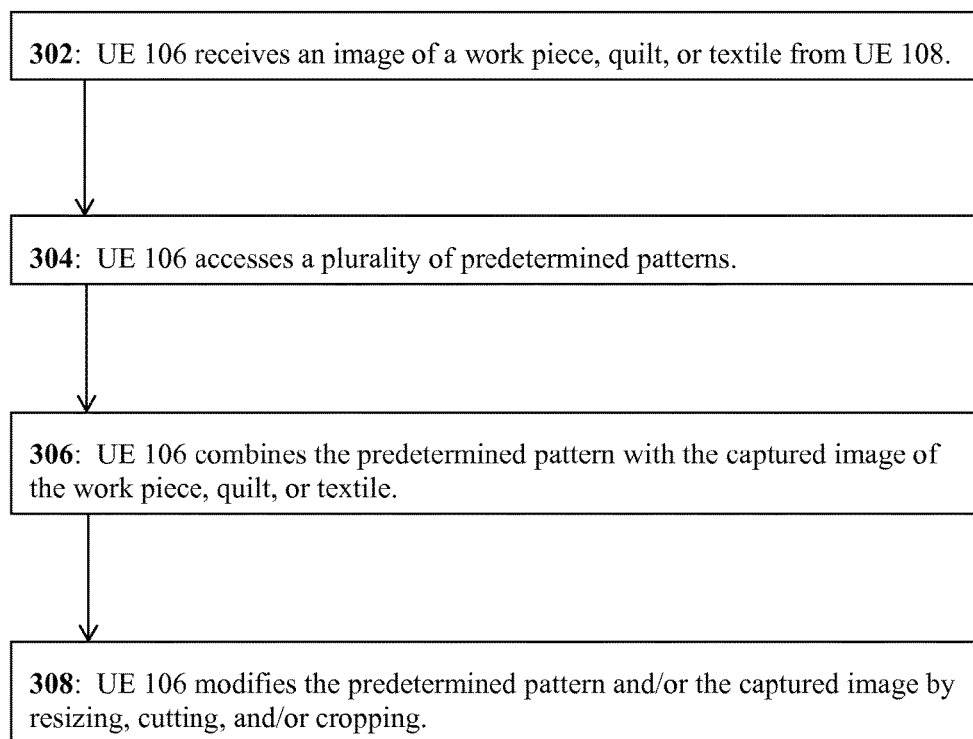 302: UE 106 receives an image of a work piece, quilt, or textile from UE 108.
304: UE 106 accesses a plurality of predetermined patterns.
306: UE 106 combines the predetermined pattern with the captured image of
the work piece, quilt, or textile.
308: UE 106 modifies the predetermined pattern and/or the captured image by
resizing, cutting, and/or cropping.